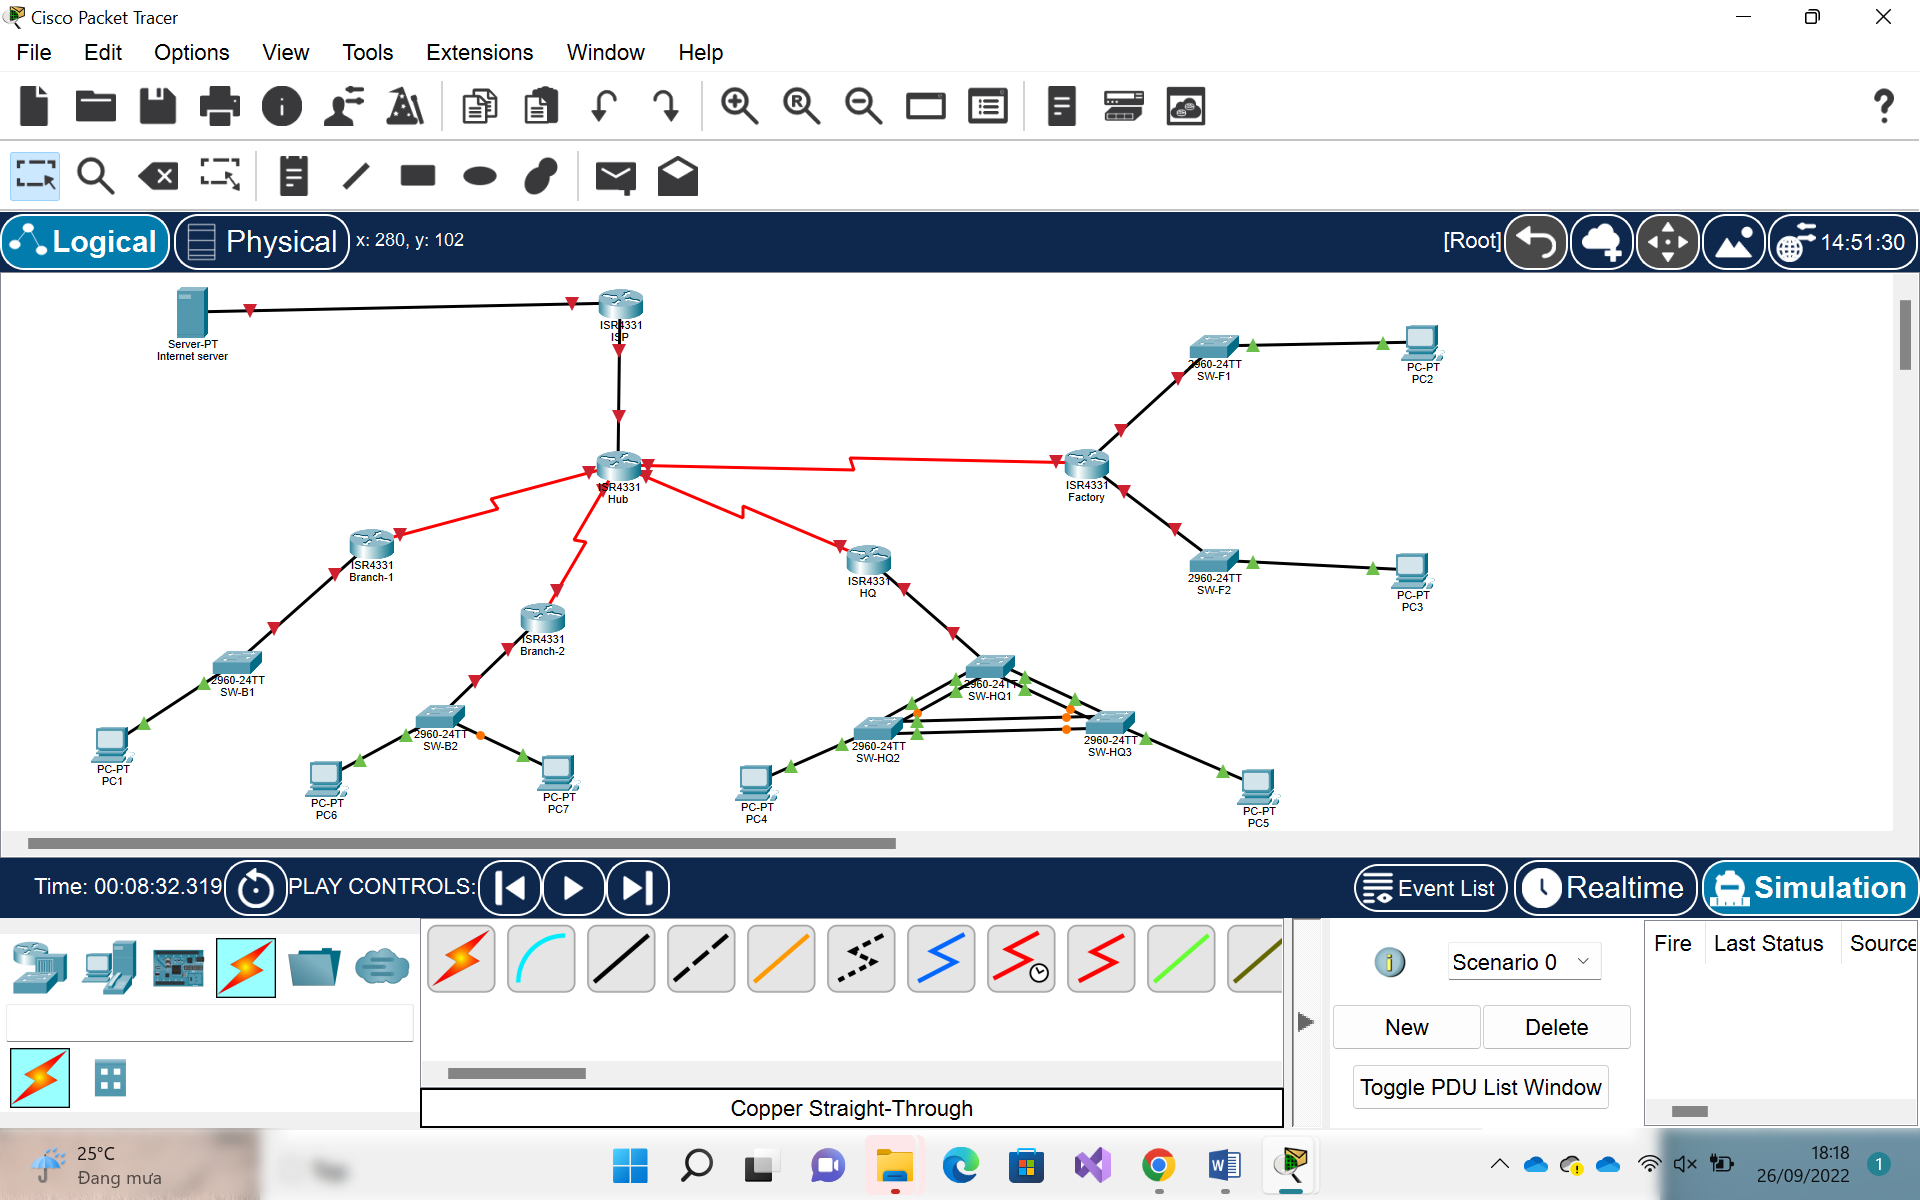 Cisco Packet Tracer
File Edit Options View Tools Extensions Window Help
Logical Physical x: 280, y: 102 [Root] 14:51:30
Server-PT
Internet server
ISR4331
ISP
2960-24TT
SW-F1
PC-PT
PC2
ISR4331
Hub
ISR4331
Factory
ISR4331
Branch-1
ISR4331
HQ
2960-24TT
SW-F2
PC-PT
PC3
ISR4331
Branch-2
2960-24TT
SW-B1
2960-24TT
SW-HQ1
2960-24TT
SW-B2
2960-24TT
SW-HQ2
2960-24TT
SW-HQ3
PC-PT
PC1
PC-PT
PC6
PC-PT
PC7
PC-PT
PC4
PC-PT
PC5
Time: 00:08:32.319 PLAY CONTROLS: Event List Realtime Simulation
Fire Last Status Source
Scenario 0
New Delete
Toggle PDU List Window
Copper Straight-Through
25°C
Đang mưa
18:18
26/09/2022
1